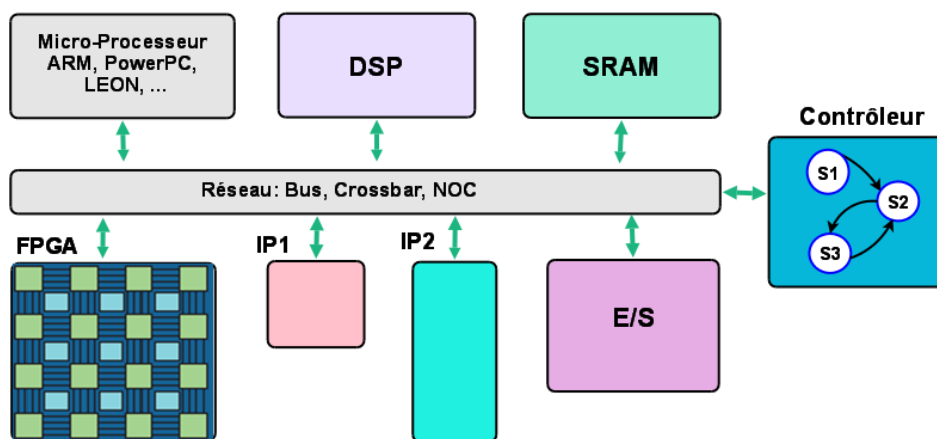 Micro-Processeur
ARM, PowerPC,
LEON, ...
DSP
SRAM
Contrôleur
S1
S2
S3
Réseau: Bus, Crossbar, NOC
FPGA
IP1
IP2
E/S